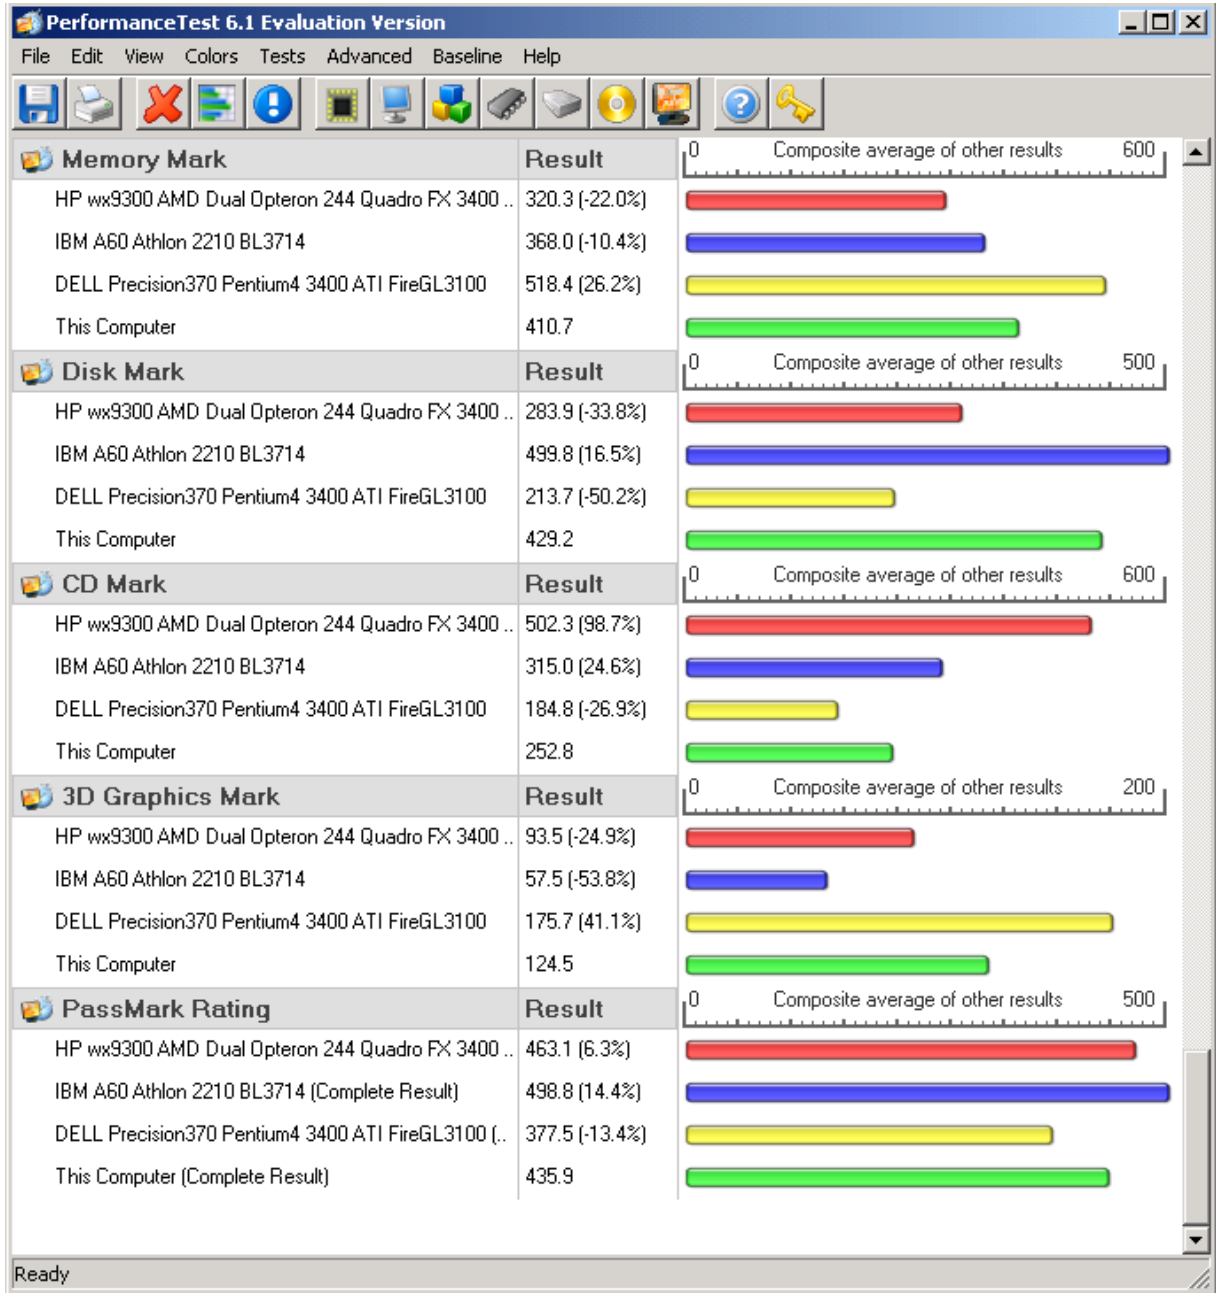 PerformanceTest 6.1 Evaluation Version
File Edit View Colors Tests Advanced Baseline Help
Memory Mark Result 0 Composite average of other results 600
HP wx9300 AMD Dual Opteron 244 Quadro FX 3400 .. 320.3 (-22.0%)
IBM A60 Athlon 2210 BL3714 368.0 (-10.4%)
DELL Precision370 Pentium4 3400 ATI FireGL3100 518.4 (26.2%)
This Computer 410.7
Disk Mark Result 0 Composite average of other results 500
HP wx9300 AMD Dual Opteron 244 Quadro FX 3400 .. 283.9 (-33.8%)
IBM A60 Athlon 2210 BL3714 499.8 (16.5%)
DELL Precision370 Pentium4 3400 ATI FireGL3100 213.7 (-50.2%)
This Computer 429.2
CD Mark Result 0 Composite average of other results 600
HP wx9300 AMD Dual Opteron 244 Quadro FX 3400 .. 502.3 (98.7%)
IBM A60 Athlon 2210 BL3714 315.0 (24.6%)
DELL Precision370 Pentium4 3400 ATI FireGL3100 184.8 (-26.9%)
This Computer 252.8
3D Graphics Mark Result 0 Composite average of other results 200
HP wx9300 AMD Dual Opteron 244 Quadro FX 3400 .. 93.5 (-24.9%)
IBM A60 Athlon 2210 BL3714 57.5 (-53.8%)
DELL Precision370 Pentium4 3400 ATI FireGL3100 175.7 (41.1%)
This Computer 124.5
PassMark Rating Result 0 Composite average of other results 500
HP wx9300 AMD Dual Opteron 244 Quadro FX 3400 .. 463.1 (6.3%)
IBM A60 Athlon 2210 BL3714 (Complete Result) 498.8 (14.4%)
DELL Precision370 Pentium4 3400 ATI FireGL3100 (.. 377.5 (-13.4%)
This Computer (Complete Result) 435.9
Ready